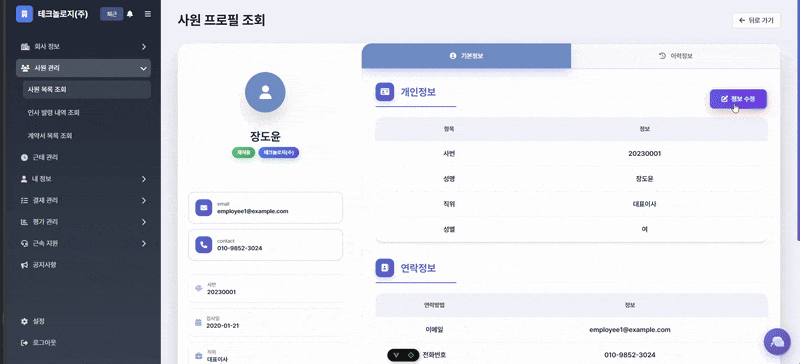 테크놀로지(주)
퇴근
회사 정보
사원 관리
사원 목록 조회
인사 발령 내역 조회
계약서 목록 조회
근태 관리
내 정보
결재 관리
평가 관리
근속 지원
공지사항
설정
로그아웃
사원 프로필 조회
뒤로 가기
장도윤
재직중
테크놀로지(주)
email
employee1@example.com
contact
010-9852-3024
사번
20230001
입사일
2020-01-21
직위
대표이사
기본정보
이력정보
개인정보
정보 수정
항목 정보
사번 20230001
성명 장도윤
직위 대표이사
성별 여
연락정보
연락방법 정보
이메일 employee1@example.com
전화번호 010-9852-3024